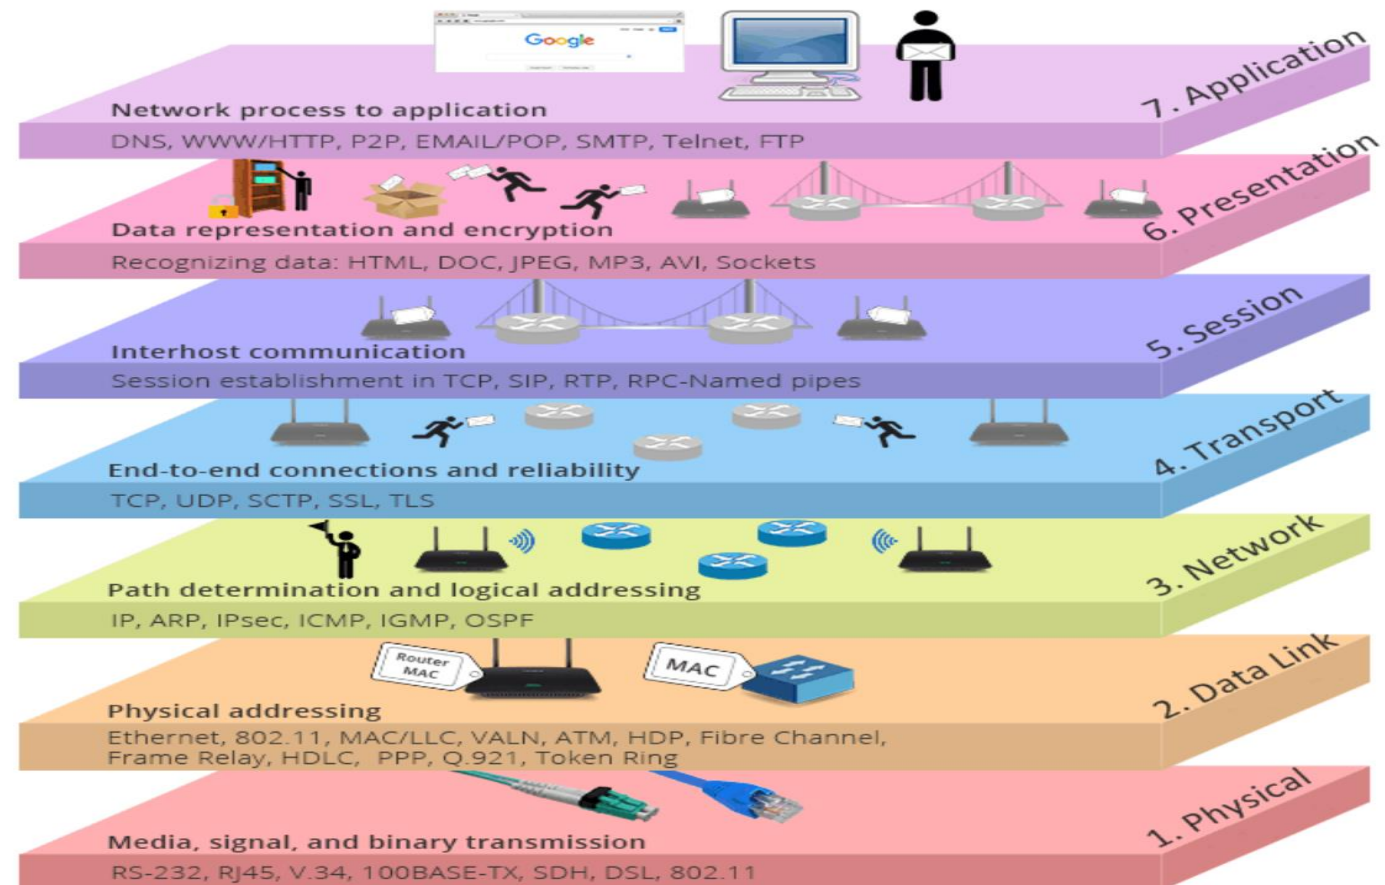 Google
7. Application
Network process to application
DNS, WWW/HTTP, P2P, EMAIL/POP, SMTP, Telnet, FTP
6. Presentation
Data representation and encryption
Recognizing data: HTML, DOC, JPEG, MP3, AVI, Sockets
5. Session
Interhost communication
Session establishment in TCP, SIP, RTP, RPC-Named pipes
4. Transport
End-to-end connections and reliability
TCP, UDP, SCTP, SSL, TLS
3. Network
Path determination and logical addressing
IP, ARP, IPsec, ICMP, IGMP, OSPF
Router
MAC
MAC
2. Data Link
Physical addressing
Ethernet, 802.11, MAC/LLC, VALN, ATM, HDP, Fibre Channel,
Frame Relay, HDLC, PPP, Q.921, Token Ring
1. Physical
Media, signal, and binary transmission
RS-232, RJ45, V.34, 100BASE-TX, SDH, DSL, 802.11